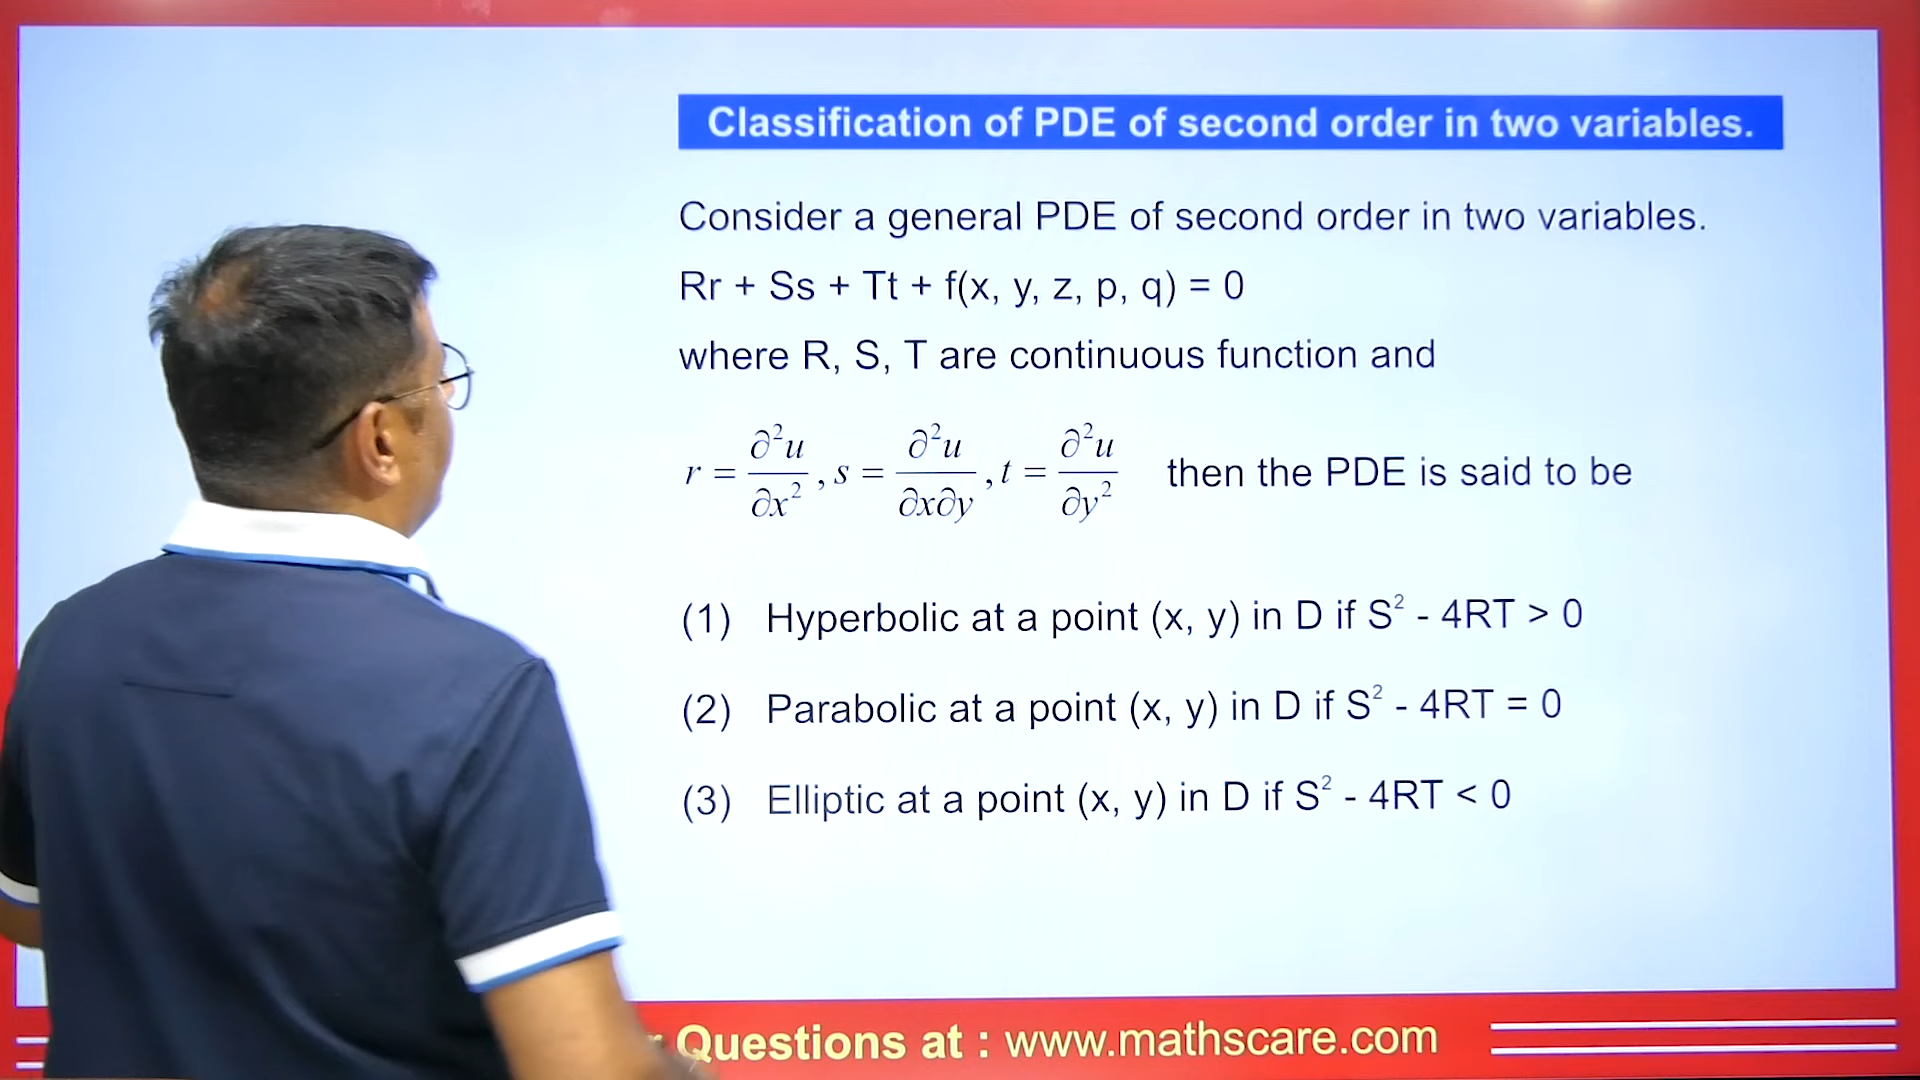 Classification of PDE of second order in two variables.
Consider a general PDE of second order in two variables.
Rr + Ss + Tt + f(x, y, z, p, q) = 0
where R, S, T are continuous function and
r = ∂²u/∂x², s = ∂²u/∂x∂y, t = ∂²u/∂y² then the PDE is said to be
(1) Hyperbolic at a point (x, y) in D if S² - 4RT > 0
(2) Parabolic at a point (x, y) in D if S² - 4RT = 0
(3) Elliptic at a point (x, y) in D if S² - 4RT < 0
Questions at : www.mathscare.com